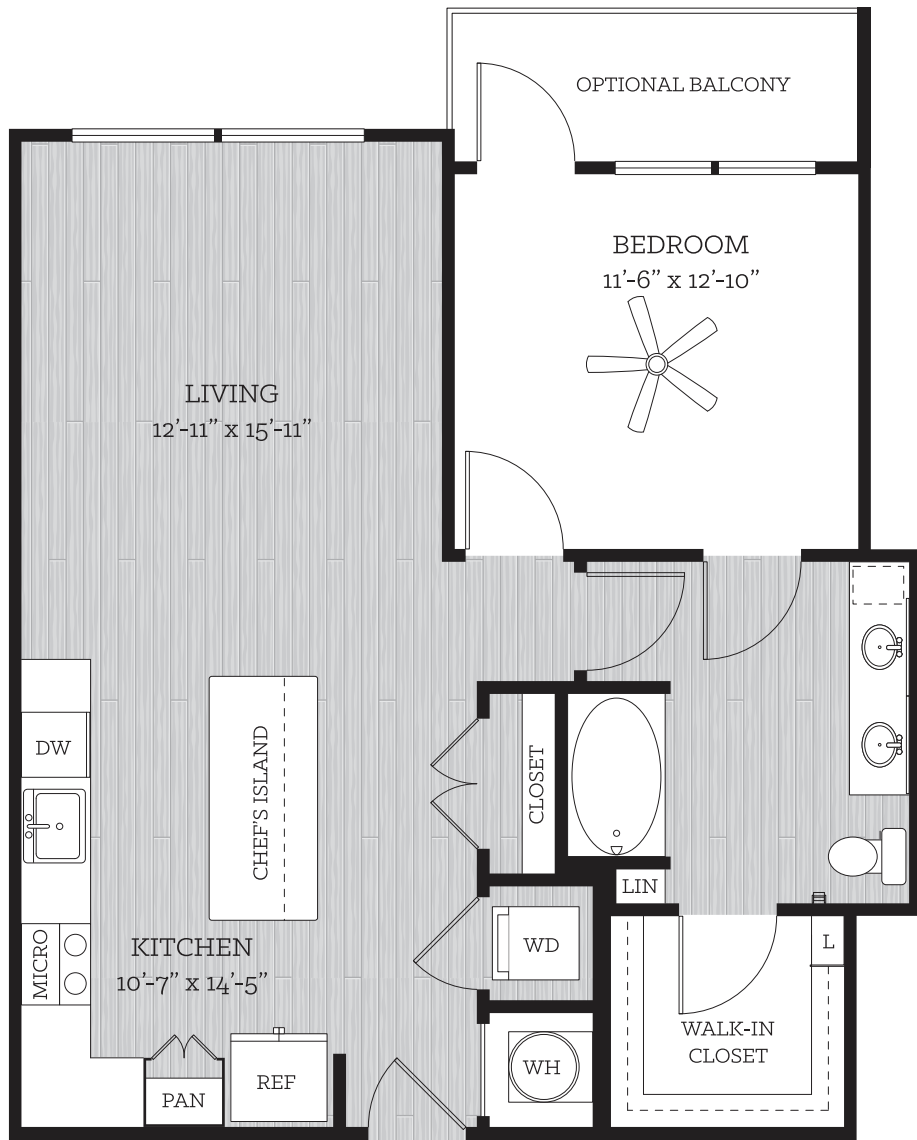 OPTIONAL BALCONY
BEDROOM
11’-6” x 12’-10”
LIVING
12’-11” x 15’-11”
DW
CHEF'S ISLAND
CLOSET
LIN
KITCHEN
10’-7” x 14’-5”
MICRO
WD
L
WALK-IN
CLOSET
WH
REF
PAN